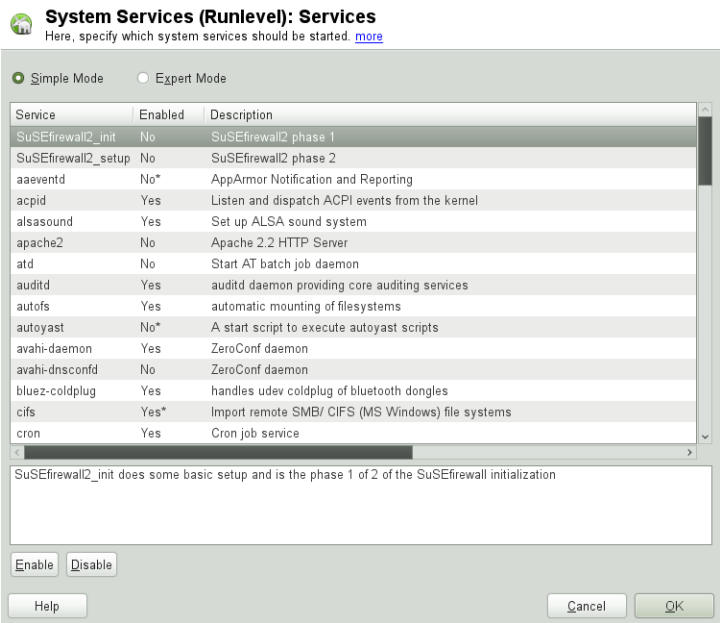 System Services (Runlevel): Services
Here, specify which system services should be started. more
Simple Mode Expert Mode
Service Enabled Description
SuSEfirewall2_init No SuSEfirewall2 phase 1
SuSEfirewall2_setup No SuSEfirewall2 phase 2
aaeventd No* AppArmor Notification and Reporting
acpid Yes Listen and dispatch ACPI events from the kernel
alsasound Yes Set up ALSA sound system
apache2 No Apache 2.2 HTTP Server
atd No Start AT batch job daemon
auditd Yes auditd daemon providing core auditing services
autofs Yes automatic mounting of filesystems
autoyast No* A start script to execute autoyast scripts
avahi-daemon Yes ZeroConf daemon
avahi-dnsconfd No ZeroConf daemon
bluez-coldplug Yes handles udev coldplug of bluetooth dongles
cifs Yes* Import remote SMB/ CIFS (MS Windows) file systems
cron Yes Cron job service
SuSEfirewall2_init does some basic setup and is the phase 1 of 2 of the SuSEfirewall initialization
Enable Disable
Help Cancel OK